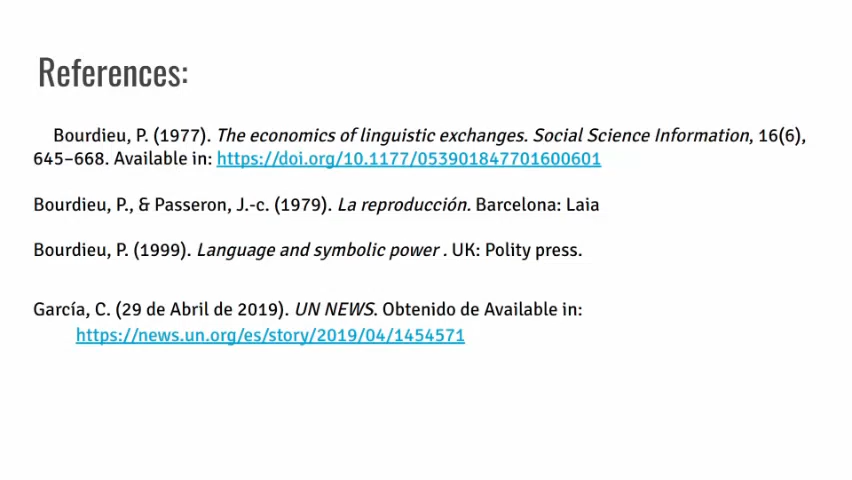 References:
Bourdieu, P. (1977). The economics of linguistic exchanges. Social Science Information, 16(6),
645–668. Available in: https://doi.org/10.1177/053901847701600601
Bourdieu, P., & Passeron, J.-c. (1979). La reproducción. Barcelona: Laia
Bourdieu, P. (1999). Language and symbolic power . UK: Polity press.
García, C. (29 de Abril de 2019). UN NEWS. Obtenido de Available in:
https://news.un.org/es/story/2019/04/1454571